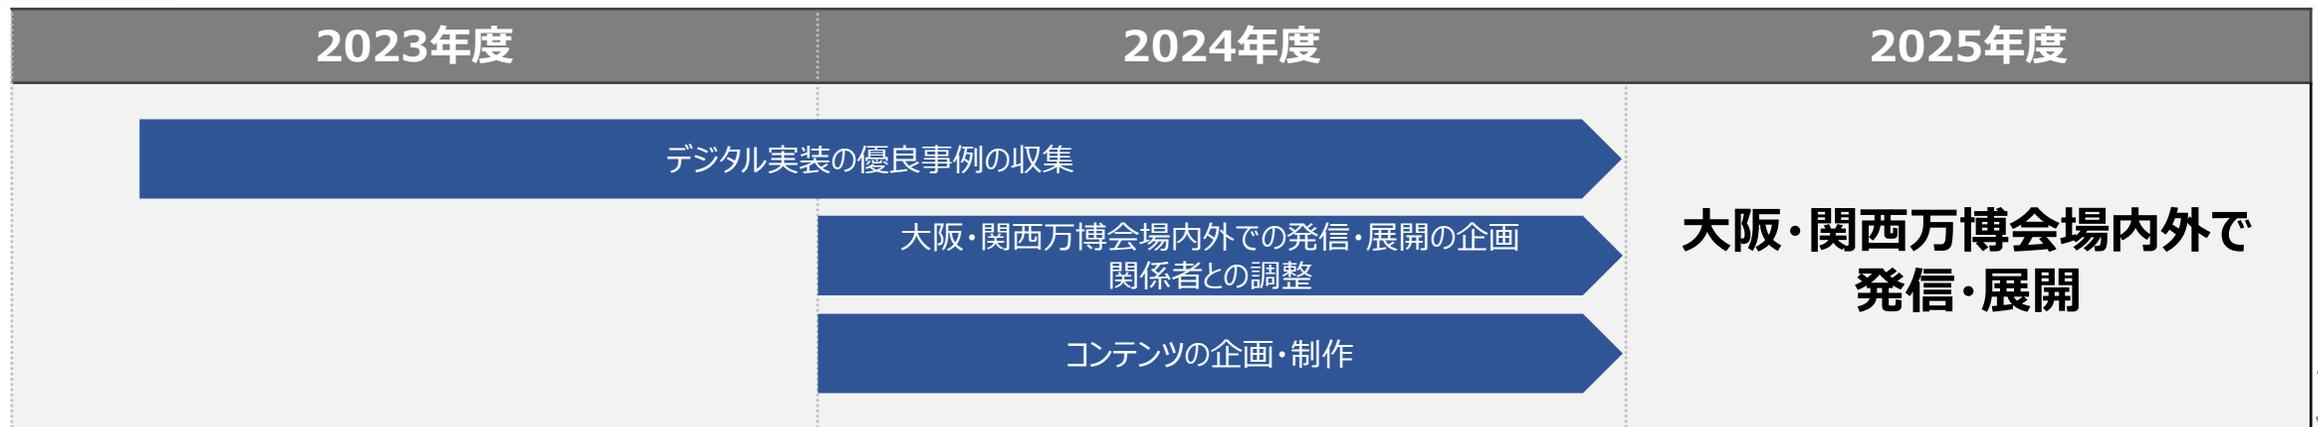 2023年度
2024年度
2025年度
デジタル実装の優良事例の収集
大阪・関西万博会場内外での発信・展開の企画
関係者との調整
コンテンツの企画・制作
大阪・関西万博会場内外で
発信・展開